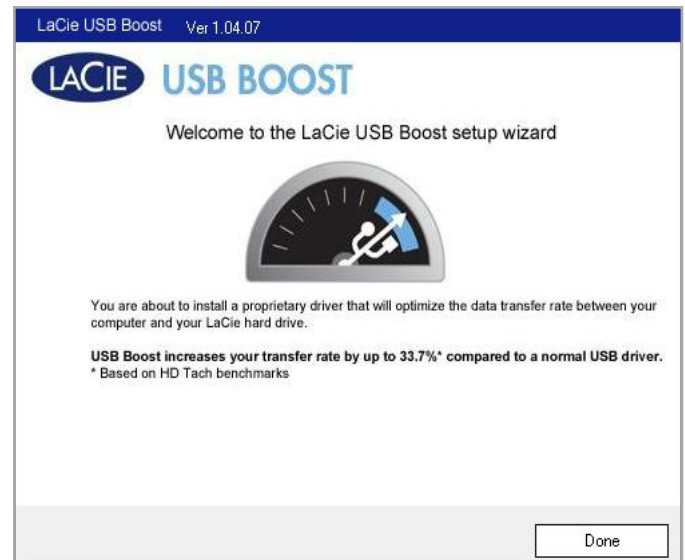 LaCie USB Boost Ver 1.04.07
LACIE USB BOOST
Welcome to the LaCie USB Boost setup wizard
You are about to install a proprietary driver that will optimize the data transfer rate between your
computer and your LaCie hard drive.
USB Boost increases your transfer rate by up to 33.7%* compared to a normal USB driver.
* Based on HD Tach benchmarks
Done